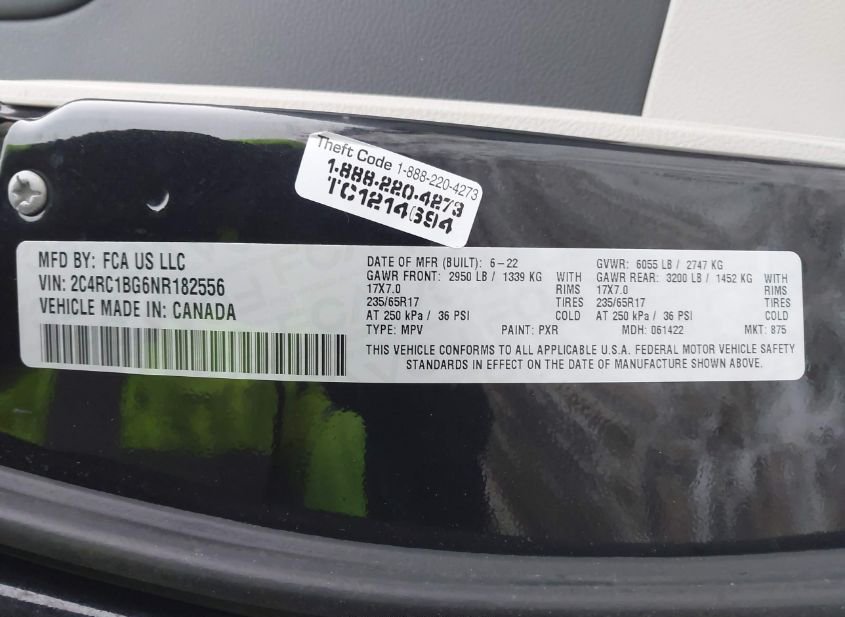 Theft Code 1-888-220-4273
1-888-220-4273
MFD BY: FCA US LLC
VIN: 2C4RC1BG6NR182556
VEHICLE MADE IN: CANADA
DATE OF MFR (BUILT): 6-22
GAWR FRONT: 2950 LB / 1339 KG WITH
17X7.0 RIMS
235/65R17 TIRES
AT 250 kPa / 36 PSI COLD
TYPE: MPV PAINT: PXR
GVWR: 6055 LB / 2747 KG
GAWR REAR: 3200 LB / 1452 KG WITH
17X7.0 RIMS
235/65R17 TIRES
AT 250 kPa / 36 PSI COLD
MDH: 061422 MKT: 875
THIS VEHICLE CONFORMS TO ALL APPLICABLE U.S.A. FEDERAL MOTOR VEHICLE SAFETY
STANDARDS IN EFFECT ON THE DATE OF MANUFACTURE SHOWN ABOVE.